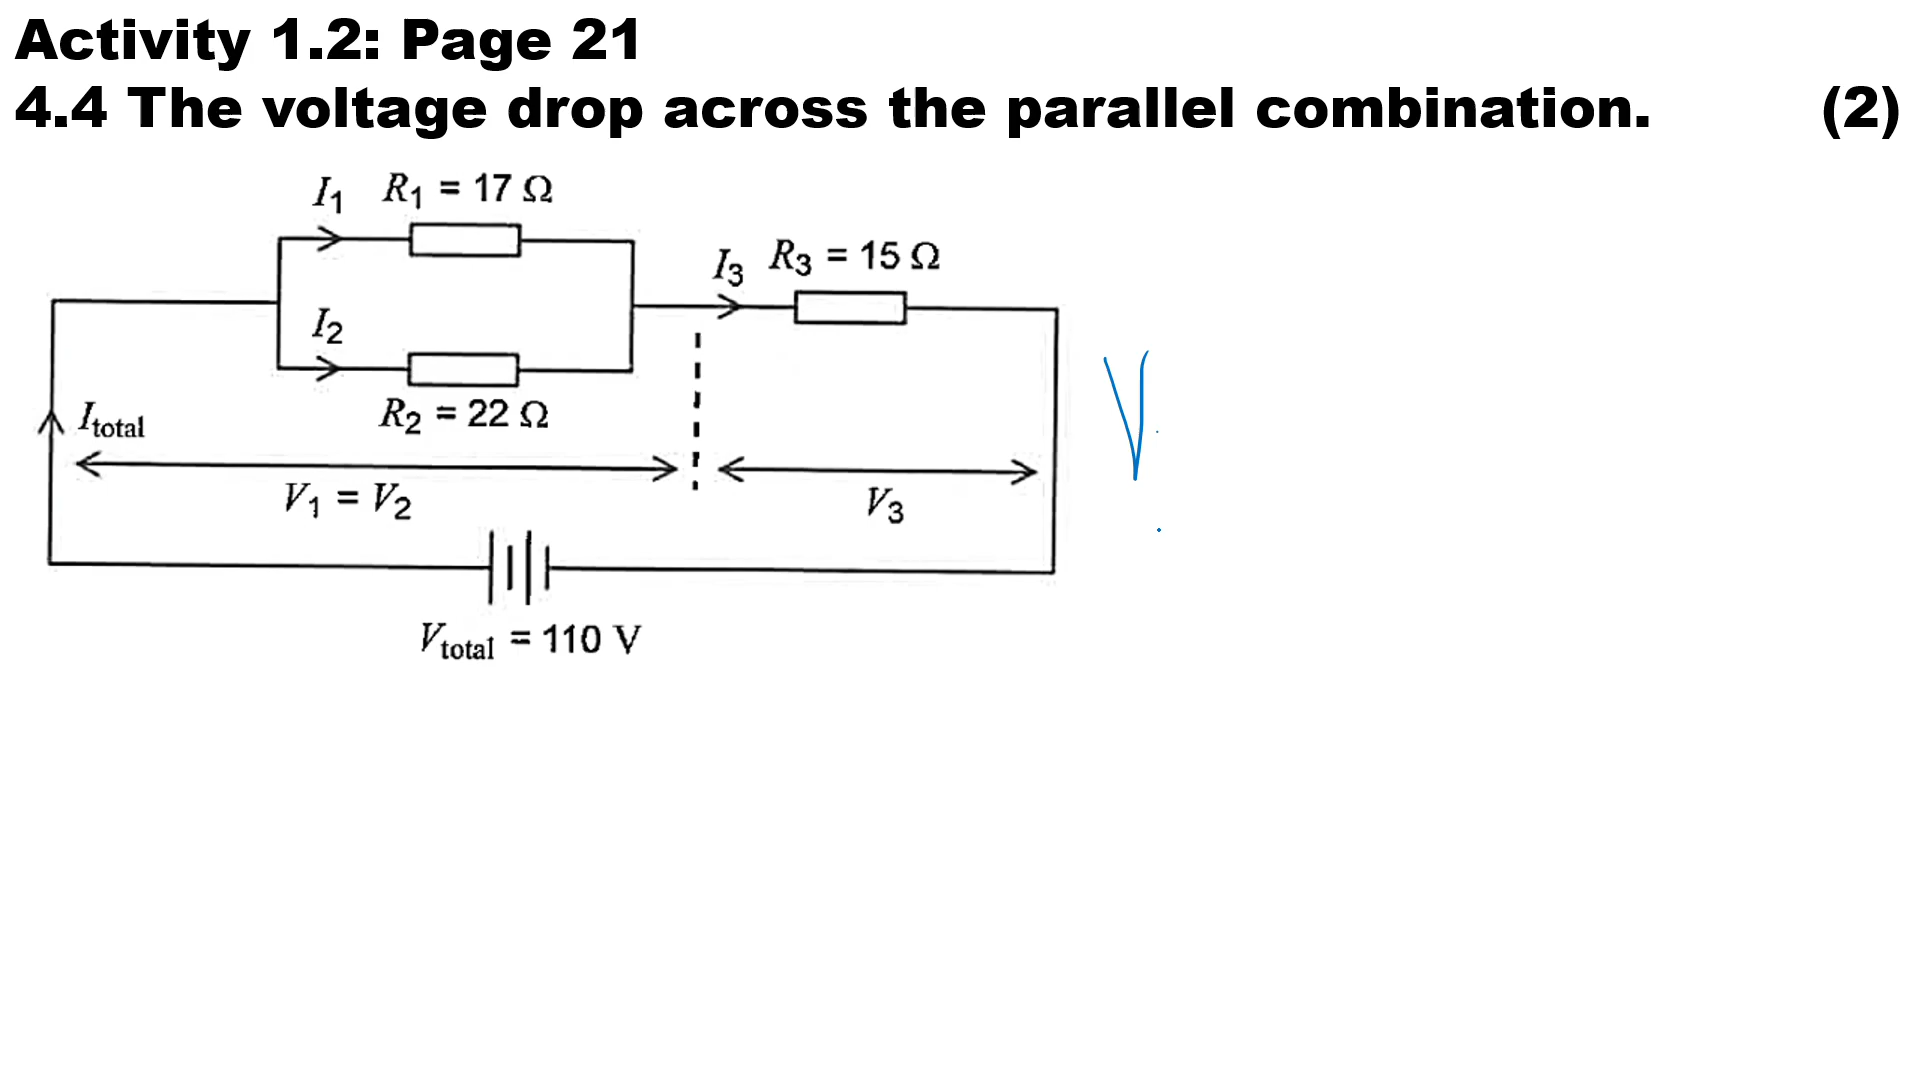 Activity 1.2: Page 21
4.4 The voltage drop across the parallel combination. (2)
I₁ R₁ = 17 Ω
I₃ R₃ = 15 Ω
I₂
R₂ = 22 Ω
Itotal
V₁ = V₂
V₃
Vtotal = 110 V
V